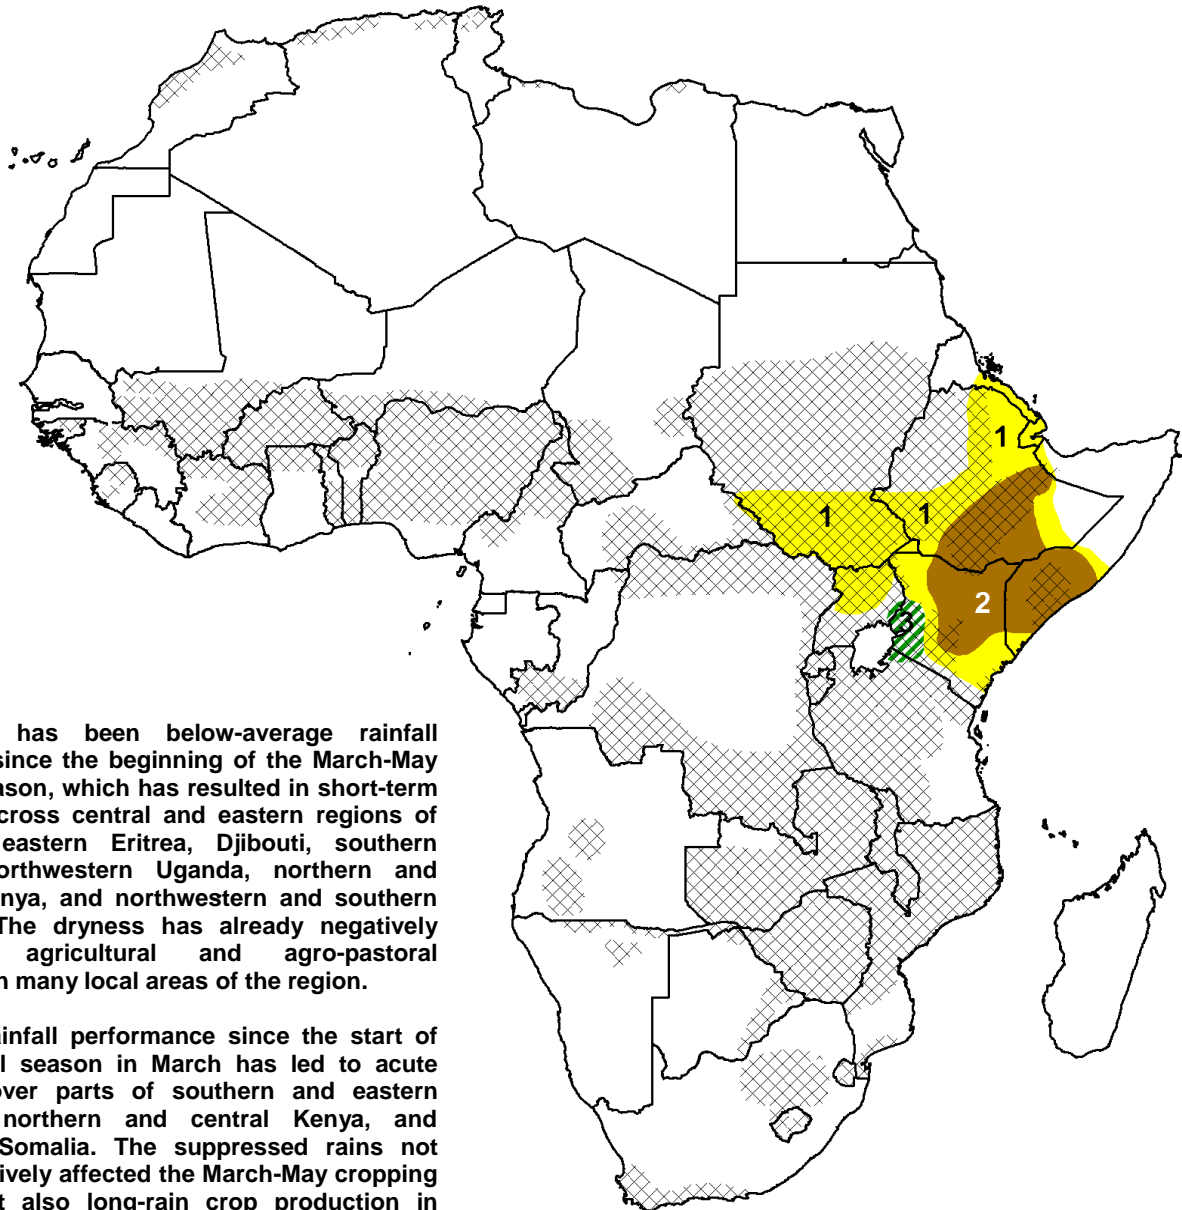 1
1
1
2
3
has been below-average rainfall
since the beginning of the March-May
ason, which has resulted in short-term
cross central and eastern regions of
eastern Eritrea, Djibouti, southern
orthwestern Uganda, northern and
nya, and northwestern and southern
The dryness has already negatively
agricultural and agro-pastoral
n many local areas of the region.
infall performance since the start of
l season in March has led to acute
over parts of southern and eastern
northern and central Kenya, and
Somalia. The suppressed rains not
tively affected the March-May cropping
t also long-rain crop production in